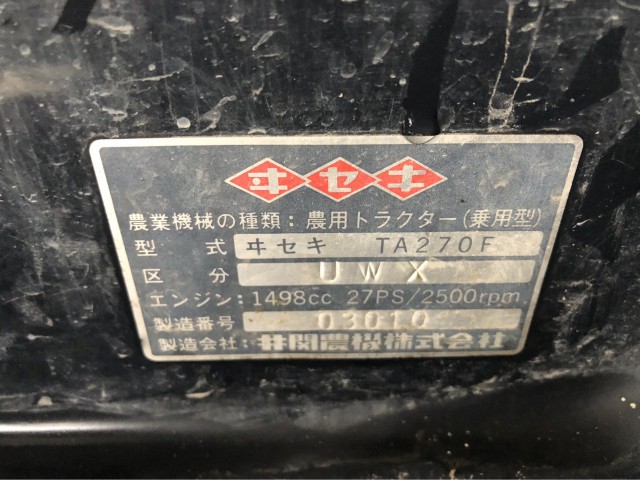 ヰセキ
農業機械の種類：農用トラクター（乗用型）
型式 ヰセキ TA270F
区分 UWX
エンジン：1498cc 27PS/2500rpm
製造番号 03010
製造会社：井関農機株式会社